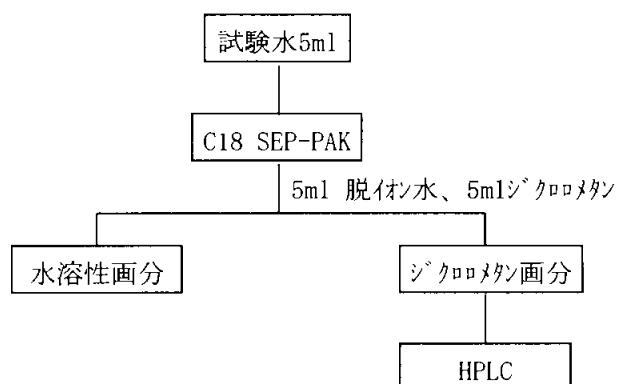 試験水5ml
C18 SEP-PAK
5ml 脱ｲｵﾝ水、5mlｼﾞｸﾛﾛﾒﾀﾝ
水溶性画分
ｼﾞｸﾛﾛﾒﾀﾝ画分
HPLC